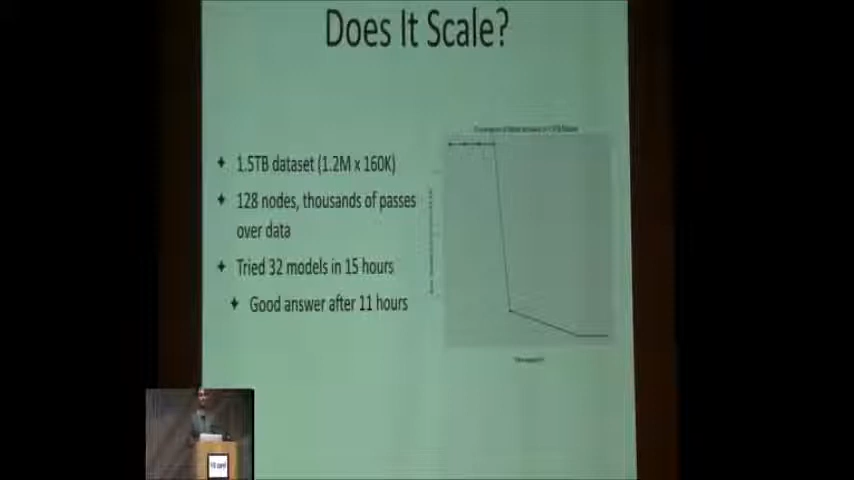 Does It Scale?
1.5TB dataset (1.2M x 160K)
128 nodes, thousands of passes
over data
Tried 32 models in 15 hours
Good answer after 11 hours